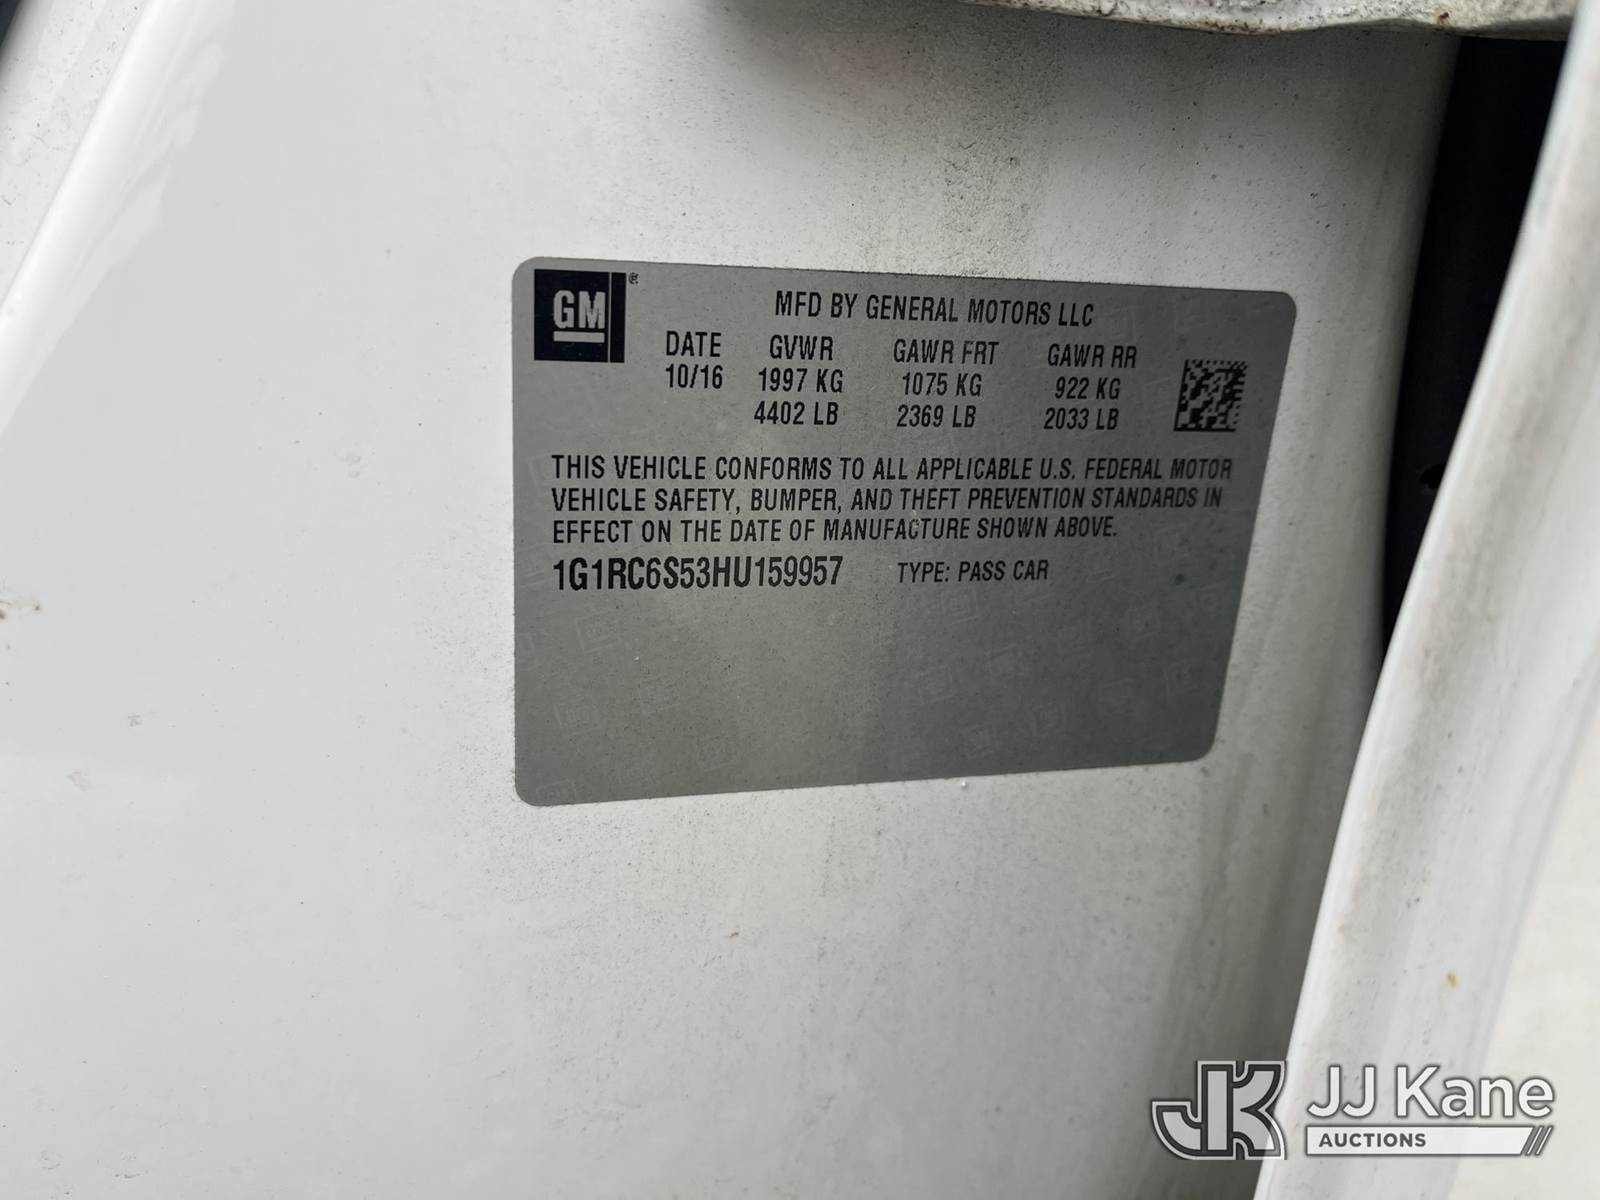 GM ®
MFD BY GENERAL MOTORS LLC
DATE GVWR GAWR FRT GAWR RR
10/16 1997 KG 1075 KG 922 KG
4402 LB 2369 LB 2033 LB
THIS VEHICLE CONFORMS TO ALL APPLICABLE U.S. FEDERAL MOTOR
VEHICLE SAFETY, BUMPER, AND THEFT PREVENTION STANDARDS IN
EFFECT ON THE DATE OF MANUFACTURE SHOWN ABOVE.
1G1RC6S53HU159957 TYPE: PASS CAR
JK JJ Kane
AUCTIONS